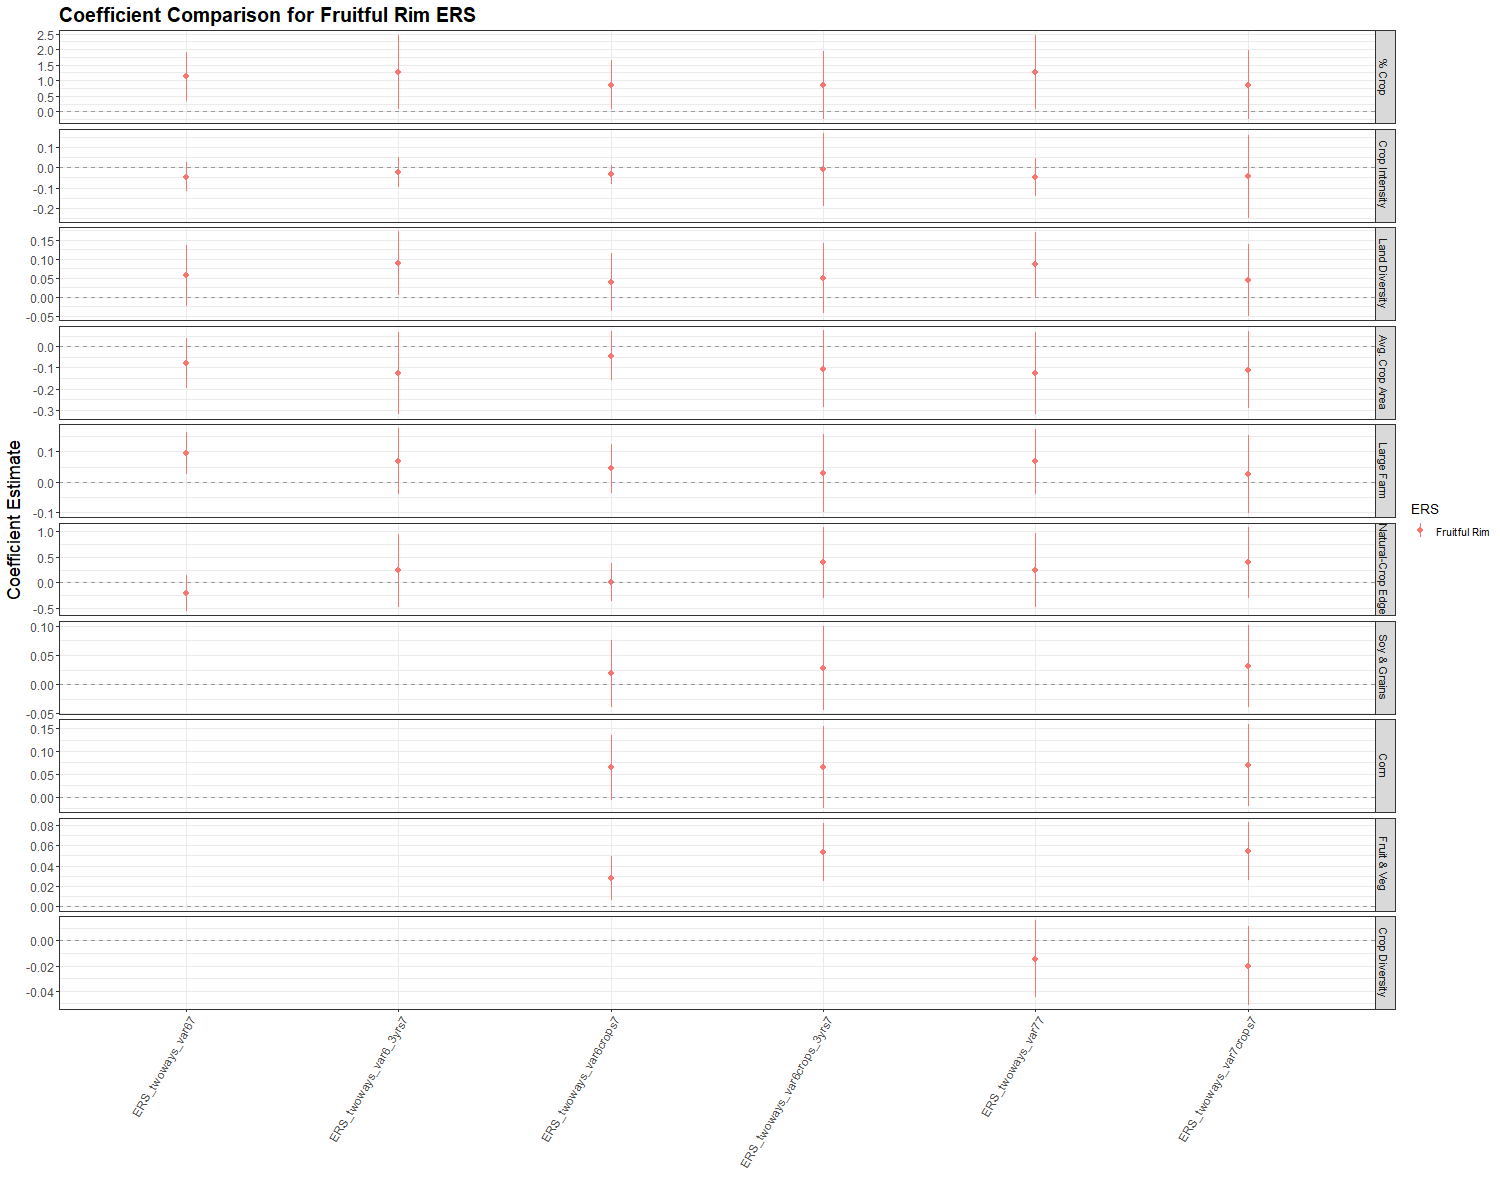 Coefficient Comparison for Fruitful Rim ERS
Coefficient Estimate
2.5
2.0
1.5
1.0
0.5
0.0
% Crop
0.1
0.0
-0.1
-0.2
Crop Intensity
0.15
0.10
0.05
0.00
-0.05
Land Diversity
0.0
-0.1
-0.2
-0.3
Avg. Crop Area
0.1
0.0
-0.1
Large Farm
1.0
0.5
0.0
-0.5
Natural-Crop Edge
0.10
0.05
0.00
-0.05
Soy & Grains
0.15
0.10
0.05
0.00
Corn
0.08
0.06
0.04
0.02
0.00
Fruit & Veg
0.00
-0.02
-0.04
Crop Diversity
ERS_twoways_var67
ERS_twoways_var6_3yrs7
ERS_twoways_var6crops7
ERS_twoways_var6crops_3yrs7
ERS_twoways_var77
ERS_twoways_var7crops7
ERS
Fruitful Rim